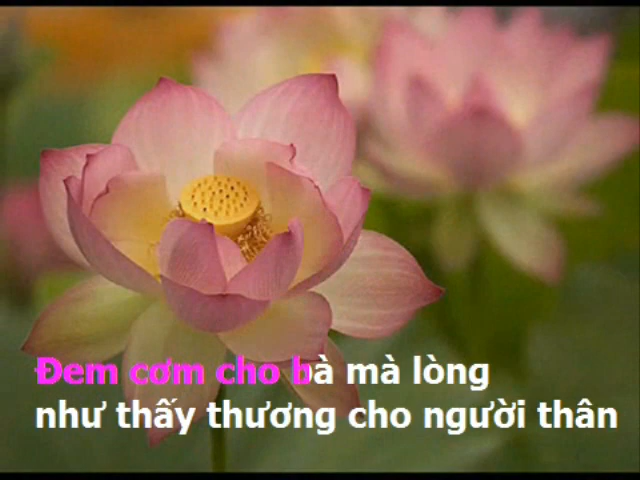 Đem cơm cho bà mà lòng
như thấy thương cho người thân